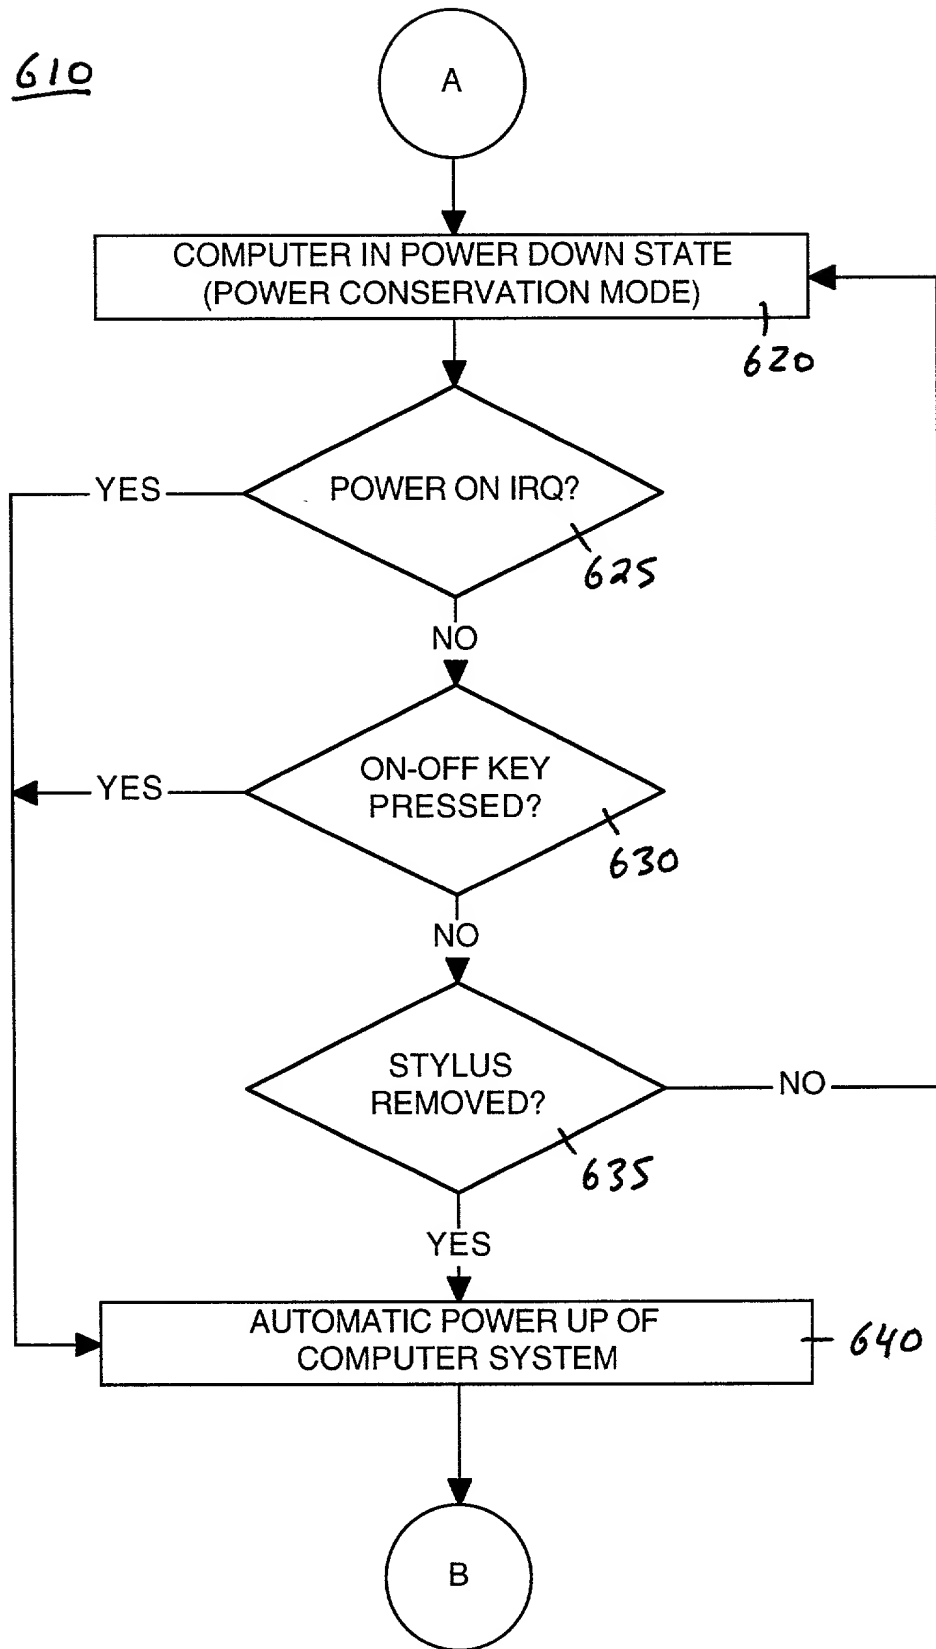 610
A
COMPUTER IN POWER DOWN STATE
(POWER CONSERVATION MODE)
620
YES
POWER ON IRQ?
625
NO
YES
ON-OFF KEY
PRESSED?
630
NO
STYLUS
REMOVED?
NO
635
YES
AUTOMATIC POWER UP OF
COMPUTER SYSTEM
640
B